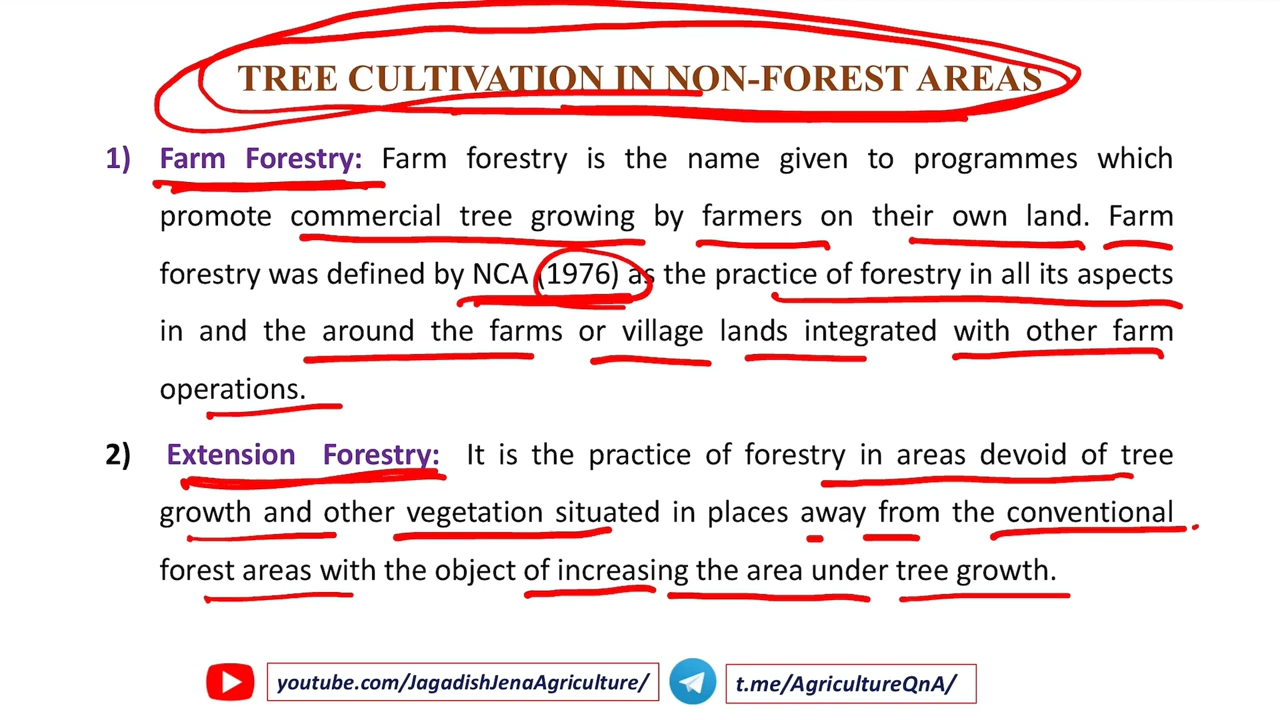 TREE CULTIVATION IN NON-FOREST AREAS
1) Farm Forestry: Farm forestry is the name given to programmes which
promote commercial tree growing by farmers on their own land. Farm
forestry was defined by NCA (1976) as the practice of forestry in all its aspects
in and the around the farms or village lands integrated with other farm
operations.
2) Extension Forestry: It is the practice of forestry in areas devoid of tree
growth and other vegetation situated in places away from the conventional
forest areas with the object of increasing the area under tree growth.
youtube.com/JagadishJenaAgriculture/ t.me/AgricultureQnA/